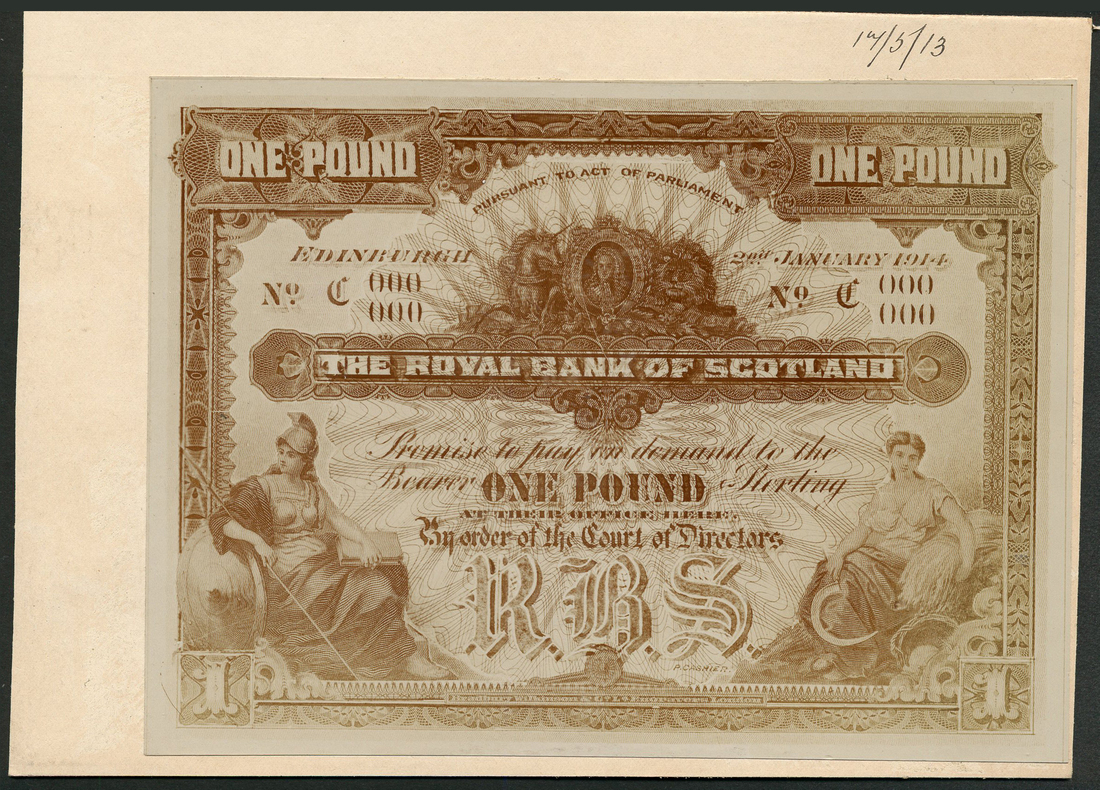 17/5/13
ONE POUND
ONE POUND
PURSUANT TO ACT OF PARLIAMENT
EDINBURGH 2nd JANUARY 1914
No C 000 000
No C 000 000
THE ROYAL BANK OF SCOTLAND
Promise to pay on demand to the
Bearer ONE POUND Sterling
AT THEIR OFFICE HERE.
By order of the Court of Directors
R.B.S.
P. CASHIER.
1
1